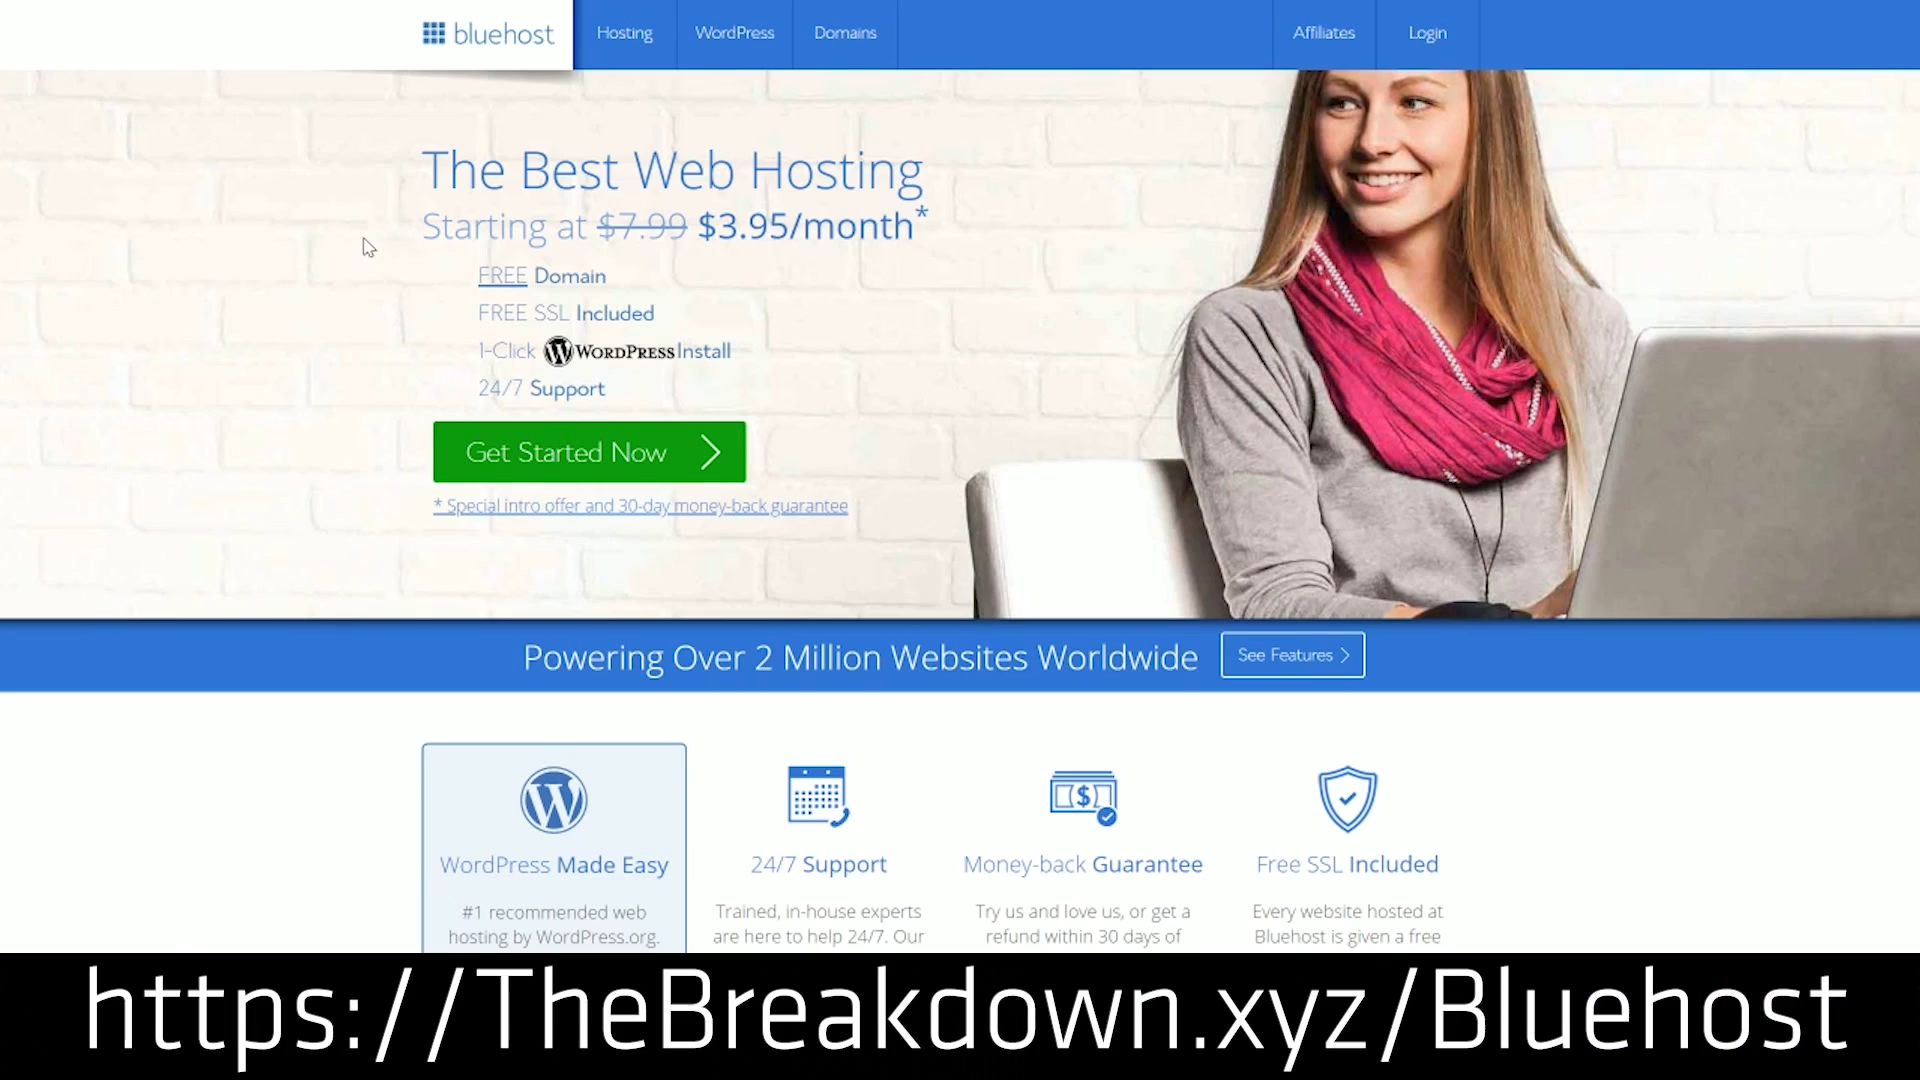 bluehost
Hosting
WordPress
Domains
Affiliates
Login
The Best Web Hosting
Starting at $7.99 $3.95/month*
FREE Domain
FREE SSL Included
1-Click WORDPRESS Install
24/7 Support
Get Started Now
* Special intro offer and 30-day money-back guarantee
Powering Over 2 Million Websites Worldwide
See Features
WordPress Made Easy
#1 recommended web
hosting by WordPress.org.
24/7 Support
Trained, in-house experts
are here to help 24/7. Our
Money-back Guarantee
Try us and love us, or get a
refund within 30 days of
Free SSL Included
Every website hosted at
Bluehost is given a free
https://TheBreakdown.xyz/Bluehost